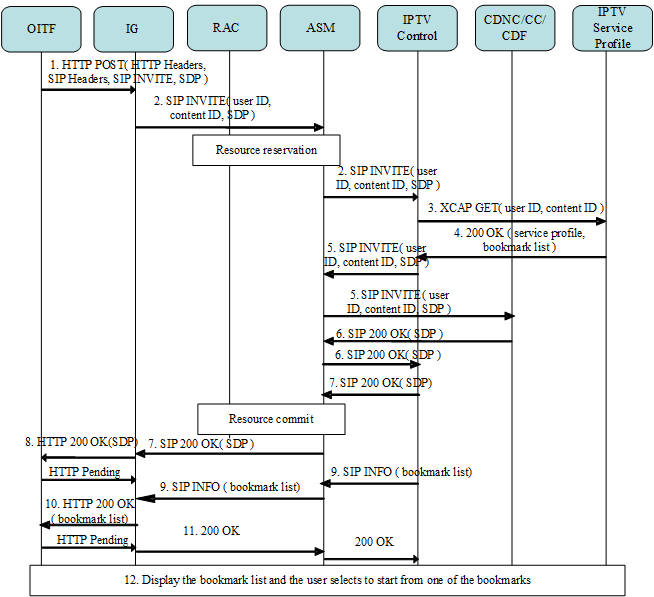 OITF
IG
RAC
ASM
IPTV
Control
CDNC/CC/
CDF
IPTV
Service
Profile
1. HTTP POST( HTTP Headers,
SIP Headers, SIP INVITE, SDP )
2. SIP INVITE( user ID,
content ID, SDP )
Resource reservation
2. SIP INVITE( user
ID, content ID, SDP )
3. XCAP GET( user ID, content ID )
4. 200 OK ( service profile,
bookmark list )
5. SIP INVITE( user
ID, content ID, SDP )
5. SIP INVITE( user
ID, content ID, SDP )
6. SIP 200 OK( SDP )
6. SIP 200 OK( SDP )
7. SIP 200 OK( SDP)
Resource commit
8. HTTP 200 OK(SDP)
7. SIP 200 OK( SDP )
HTTP Pending
9. SIP INFO ( bookmark list)
9. SIP INFO ( bookmark list)
10. HTTP 200 OK
( bookmark list)
11. 200 OK
HTTP Pending
200 OK
12. Display the bookmark list and the user selects to start from one of the bookmarks